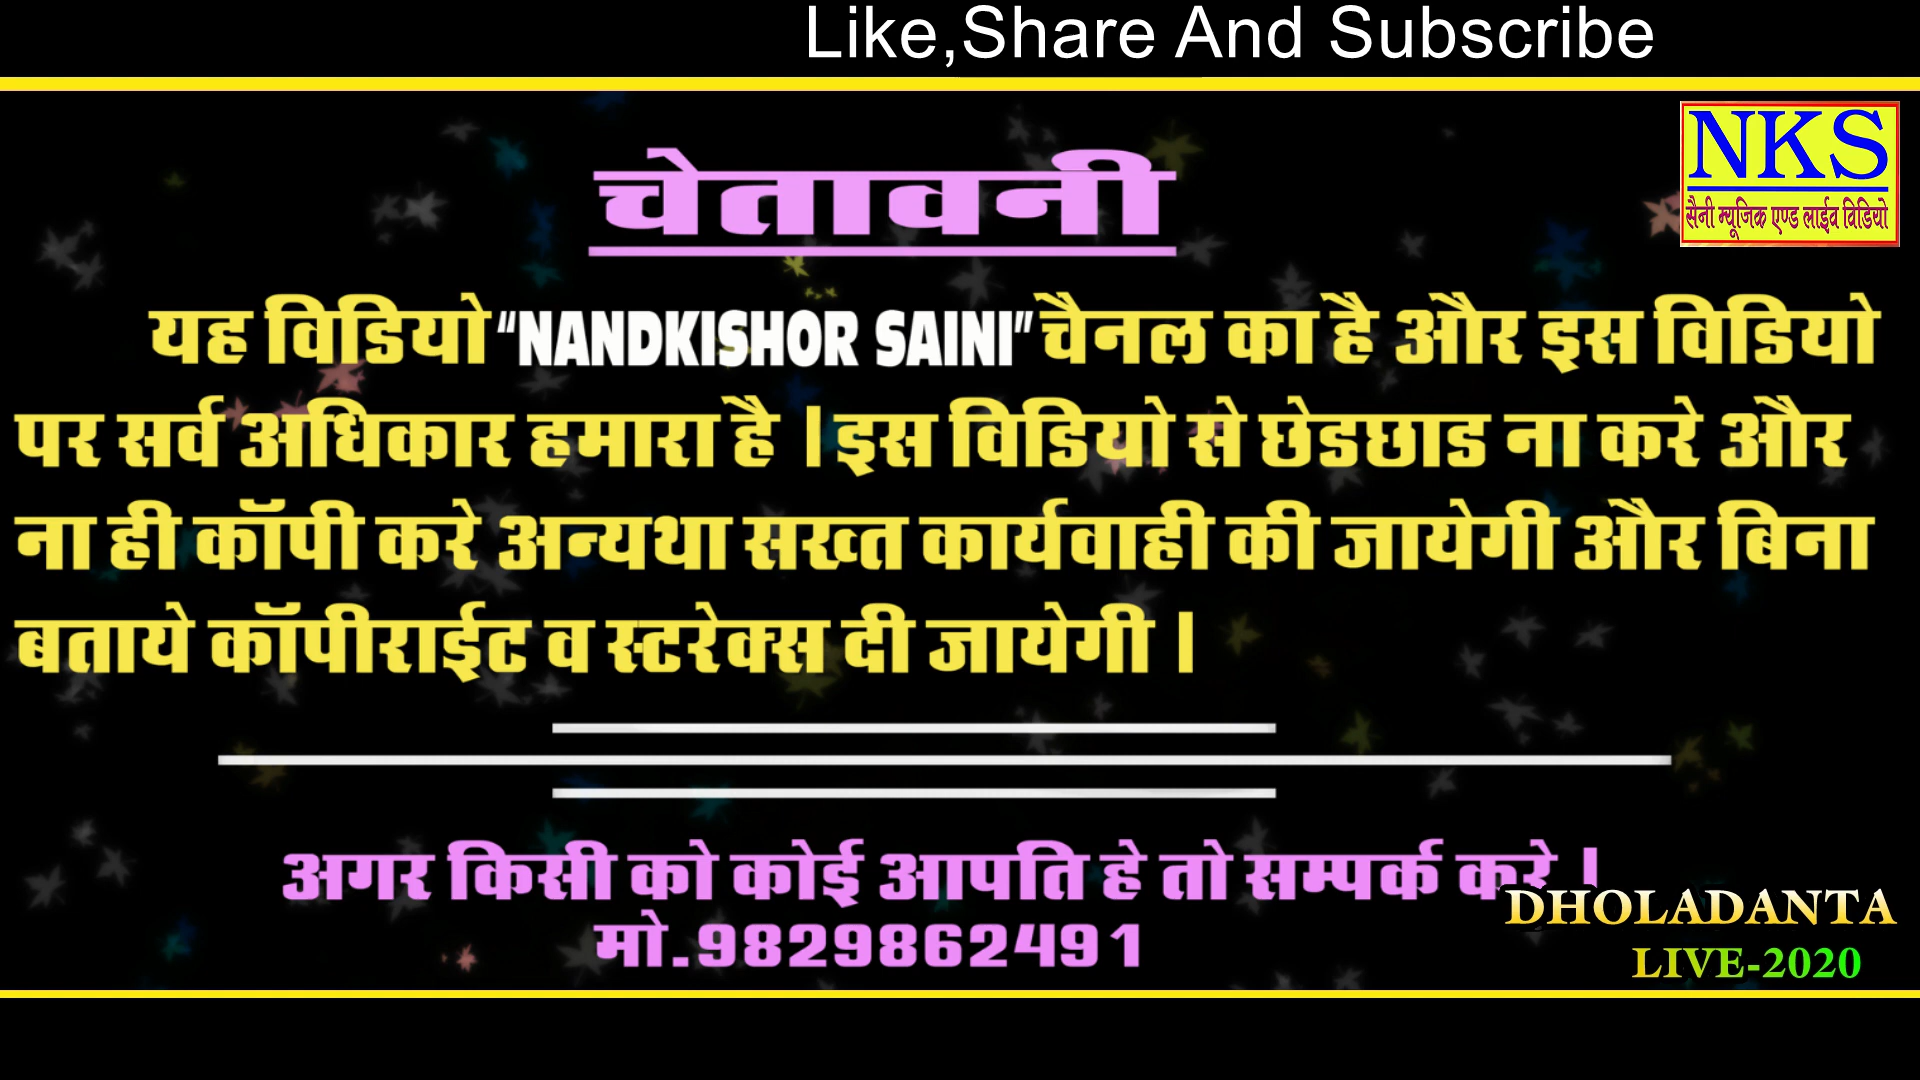 Like,Share And Subscribe
NKS
सैनी म्यूजिक एण्ड लाईव विडियो
चेतावनी
यह विडियो “NANDKISHOR SAINI” चैनल का है और इस विडियो
पर सर्व अधिकार हमारा है । इस विडियो से छेडछाड ना करे और
ना ही कॉपी करे अन्यथा सख्त कार्यवाही की जायेगी और बिना
बताये कॉपीराईट व स्टरेक्स दी जायेगी ।
अगर किसी को कोई आपति हे तो सम्पर्क करे ।
मो.9829862491
DHOLADANTA
LIVE-2020